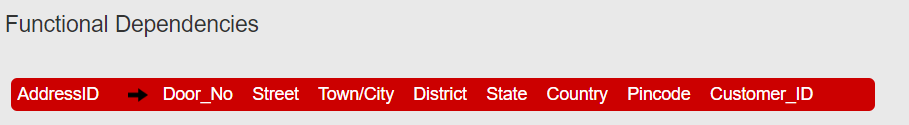 Functional Dependencies
AddressID → Door_No Street Town/City District State Country Pincode Customer_ID